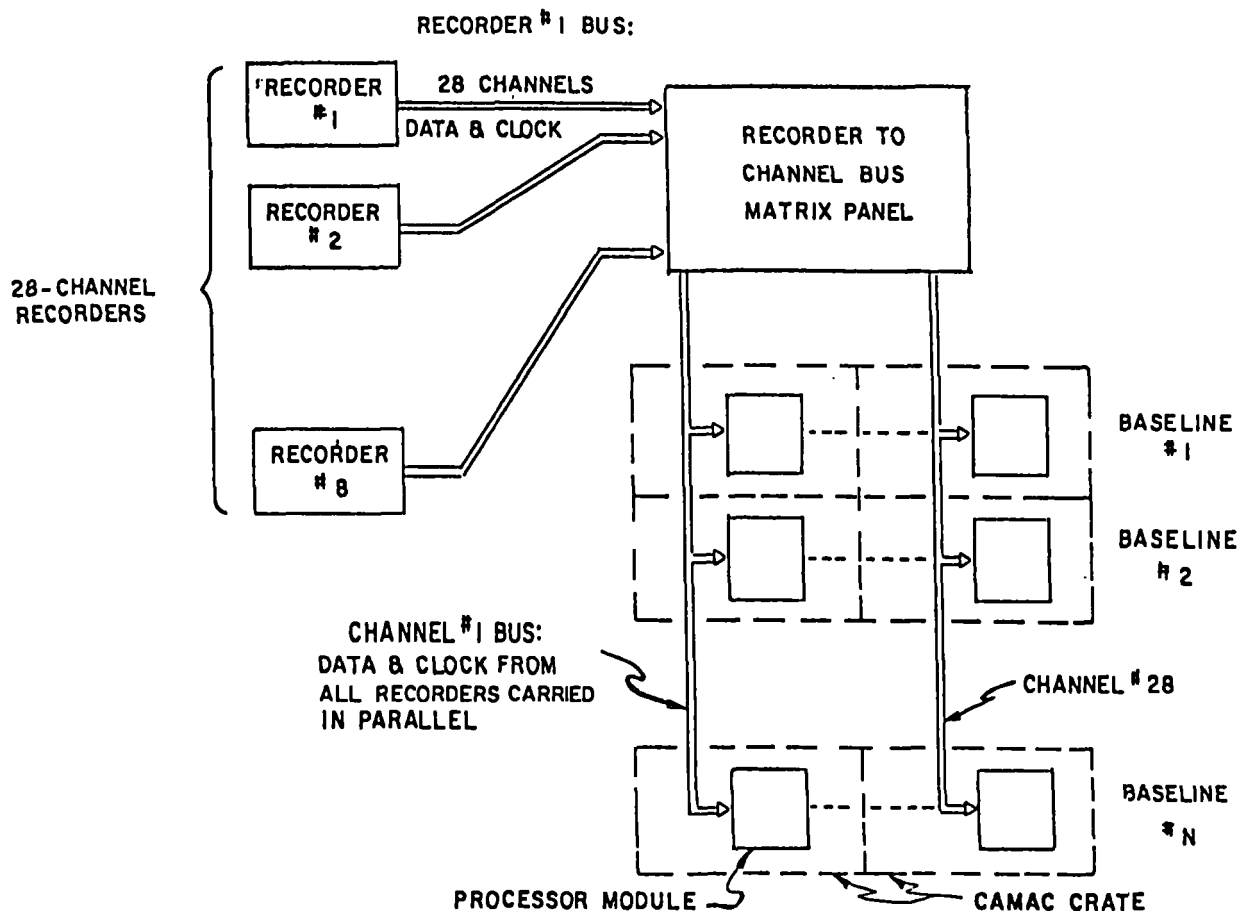 RECORDER #1 BUS:
RECORDER
#1
28 CHANNELS
DATA & CLOCK
RECORDER TO
CHANNEL BUS
MATRIX PANEL
RECORDER
#2
28-CHANNEL
RECORDERS
RECORDER
#8
BASELINE
#1
BASELINE
#2
CHANNEL #1 BUS:
DATA & CLOCK FROM
ALL RECORDERS CARRIED
IN PARALLEL
CHANNEL #28
BASELINE
#N
PROCESSOR MODULE
CAMAC CRATE